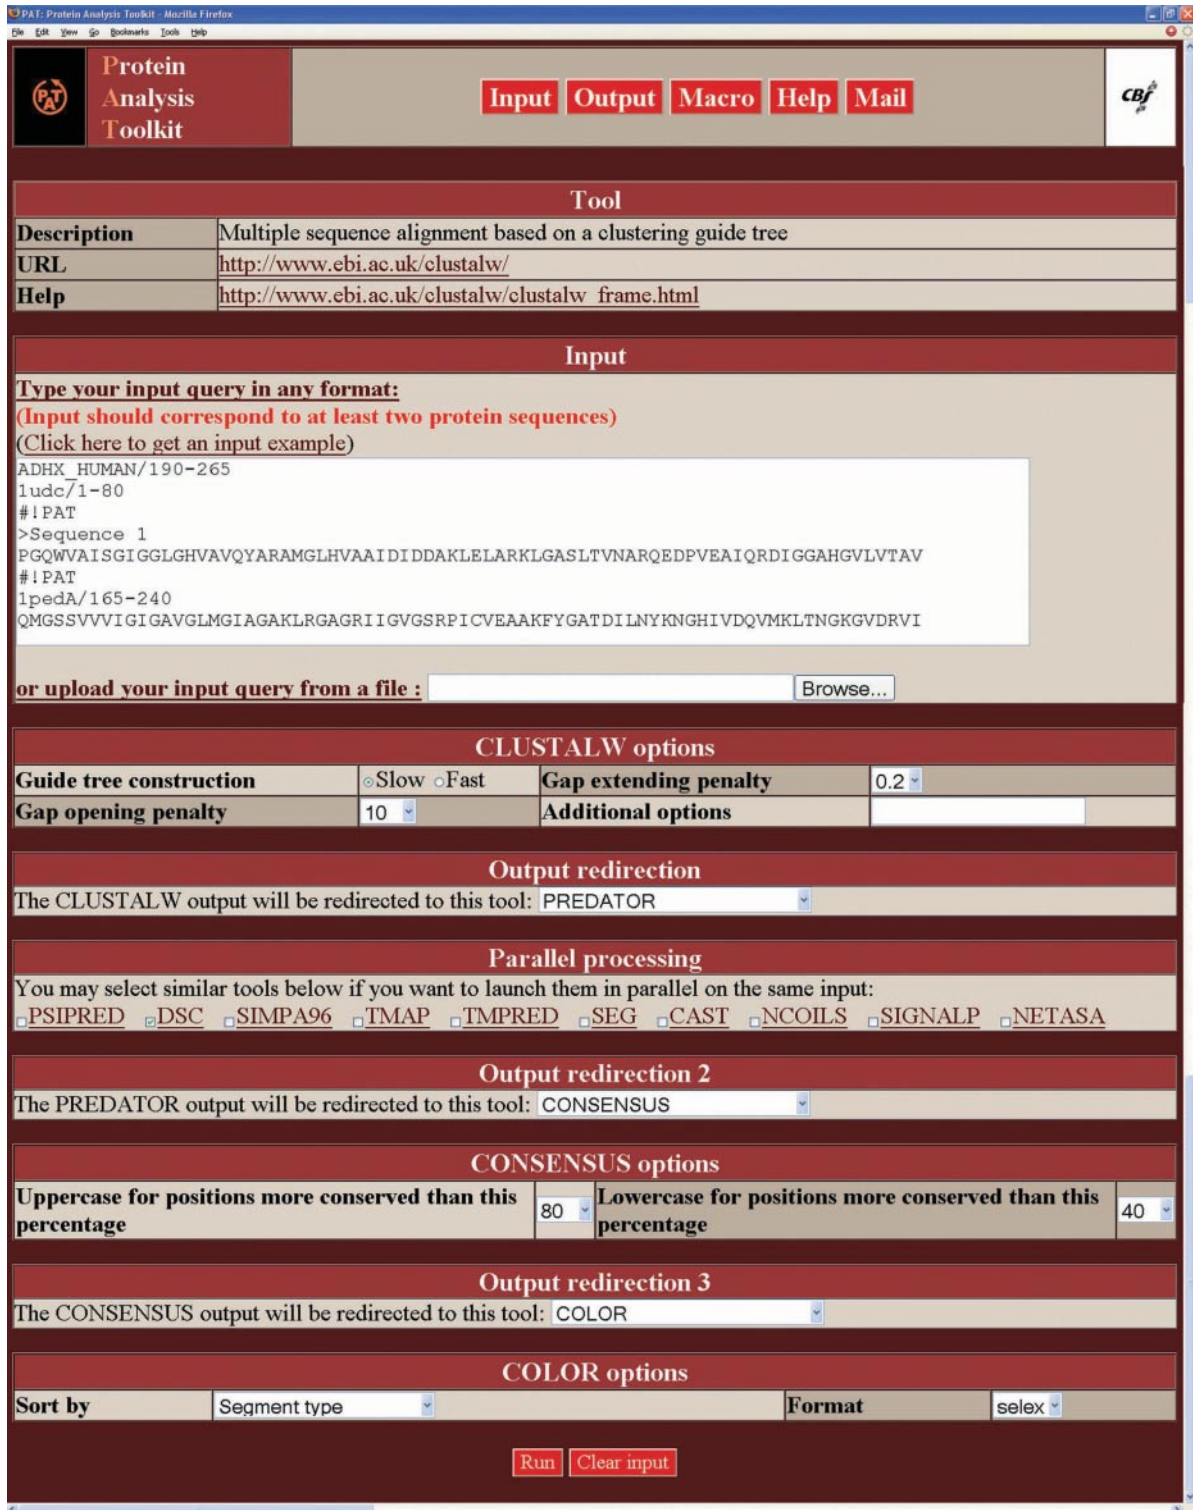 PAT: Protein Analysis Toolkit - Mozilla Firefox
File Edit View Go Bookmarks Tools Help
Protein
Analysis
Toolkit
PAT
Input Output Macro Help Mail
CBS
Tool
Description Multiple sequence alignment based on a clustering guide tree
URL http://www.ebi.ac.uk/clustalw/
Help http://www.ebi.ac.uk/clustalw/clustalw_frame.html
Input
Type your input query in any format:
(Input should correspond to at least two protein sequences)
(Click here to get an input example)
ADHX_HUMAN/190-265
1udc/1-80
#!PAT
>Sequence 1
PGQWVAISGIGGLGHVAVQYARAMGLHVAAIDIDDAKLELARKLGASLTVNARQEDPVEAIQRDIGGAHGVLVTAV
#!PAT
1pedA/165-240
QMGSSVVVIGIGAVGLMGIAGAKLRGAGRIIGVGSRPICVEAAKFYGATDILNYKNGHIVDQVMKLTNGKGVDRVI
or upload your input query from a file : Browse...
CLUSTALW options
Guide tree construction Slow Fast Gap extending penalty 0.2
Gap opening penalty 10 Additional options
Output redirection
The CLUSTALW output will be redirected to this tool: PREDATOR
Parallel processing
You may select similar tools below if you want to launch them in parallel on the same input:
PSIPRED DSC SIMPA96 TMAP TMPRED SEG CAST NCOILS SIGNALP NETASA
Output redirection 2
The PREDATOR output will be redirected to this tool: CONSENSUS
CONSENSUS options
Uppercase for positions more conserved than this percentage 80 Lowercase for positions more conserved than this percentage 40
Output redirection 3
The CONSENSUS output will be redirected to this tool: COLOR
COLOR options
Sort by Segment type Format selex
Run Clear input